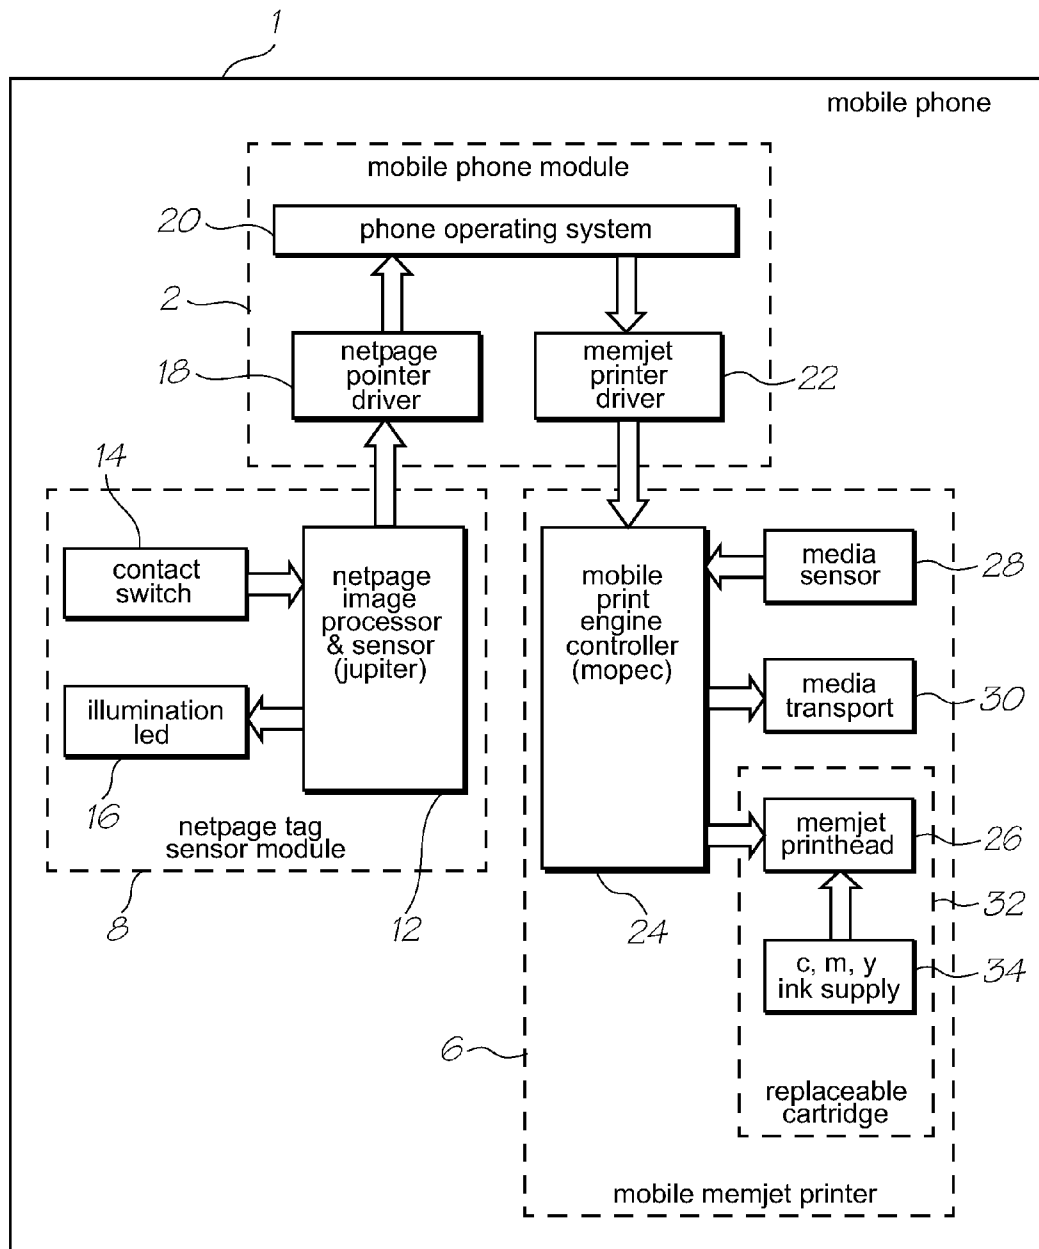 1
mobile phone
mobile phone module
20
phone operating system
2
18
netpage
pointer
driver
memjet
printer
driver
22
14
contact
switch
netpage
image
processor
& sensor
(jupiter)
mobile
print
engine
controller
(mopec)
media
sensor
28
illumination
led
media
transport
30
16
netpage tag
sensor module
memjet
printhead
26
8
12
24
32
c, m, y
ink supply
34
6
replaceable
cartridge
mobile memjet printer